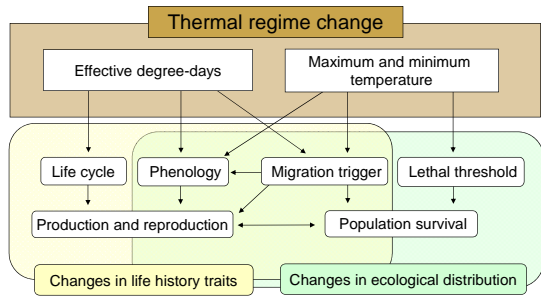 Thermal regime change
Effective degree-days
Maximum and minimum
temperature
Life cycle
Phenology
Migration trigger
Lethal threshold
Production and reproduction
Population survival
Changes in life history traits
Changes in ecological distribution